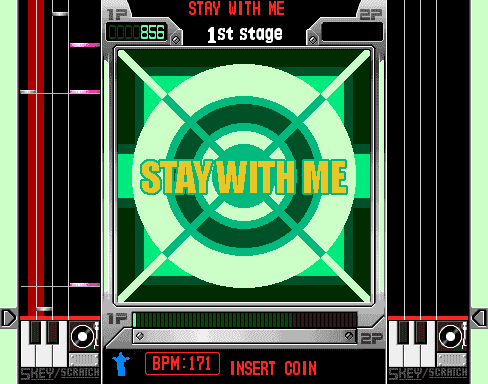 STAY WITH ME
1P
2P
0000856
1st stage
STAY WITH ME
1P
2P
5KEY/SCRATCH
5KEY/SCRATCH
BPM:171
INSERT COIN